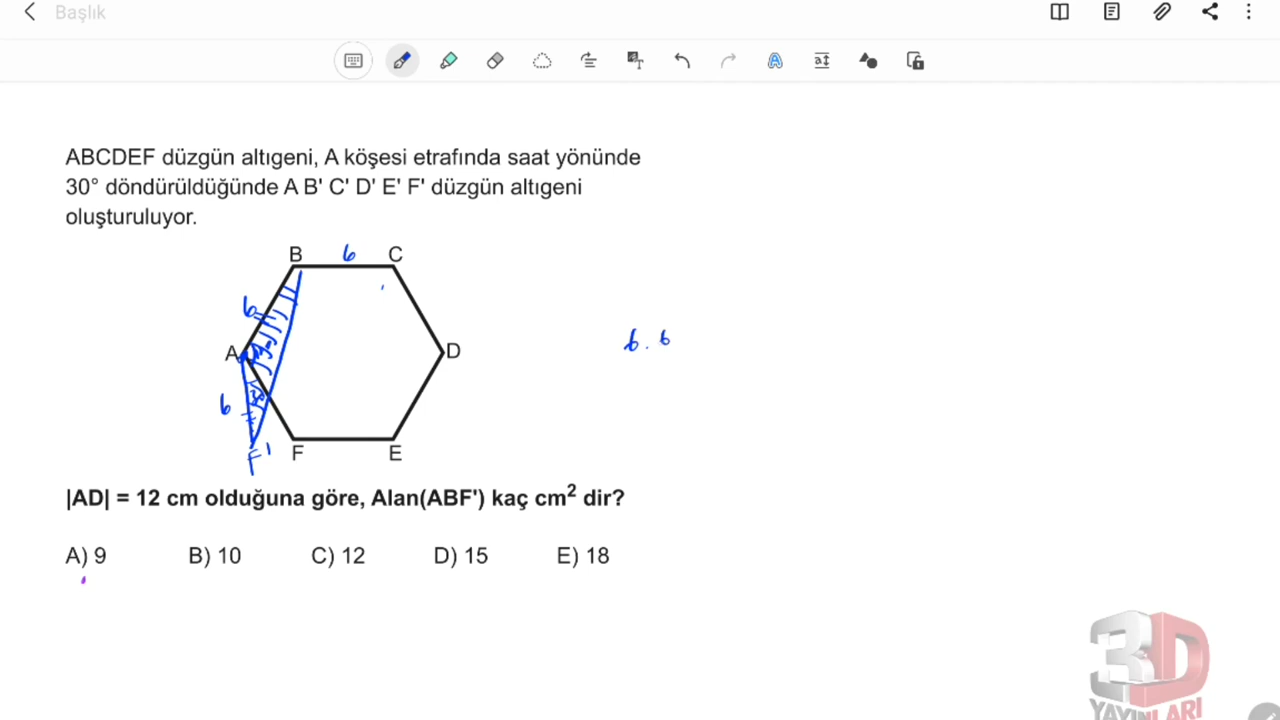 Başlık
ABCDEF düzgün altıgeni, A köşesi etrafında saat yönünde
30° döndürüldüğünde A B' C' D' E' F' düzgün altıgeni
oluşturuluyor.
B 6 C
6
A D
6. 6
6
F' F E
|AD| = 12 cm olduğuna göre, Alan(ABF') kaç cm² dir?
A) 9 B) 10 C) 12 D) 15 E) 18
3D
YAYINLARI